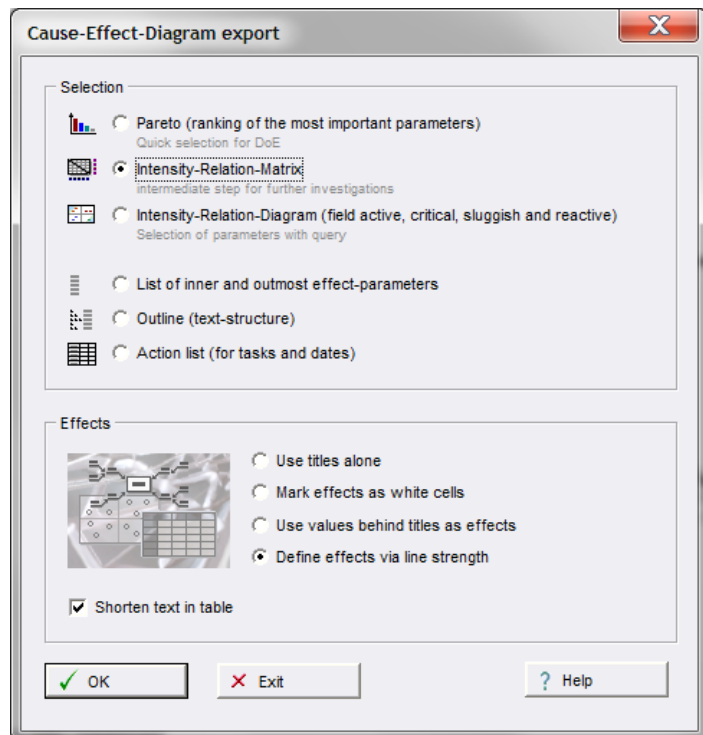 Cause-Effect-Diagram export
Selection
Pareto (ranking of the most important parameters)
Quick selection for DoE
Intensity-Relation-Matrix
intermediate step for further investigations
Intensity-Relation-Diagram (field active, critical, sluggish and reactive)
Selection of parameters with query
List of inner and outmost effect-parameters
Outline (text-structure)
Action list (for tasks and dates)
Effects
Use titles alone
Mark effects as white cells
Use values behind titles as effects
Define effects via line strength
Shorten text in table
OK
Exit
? Help